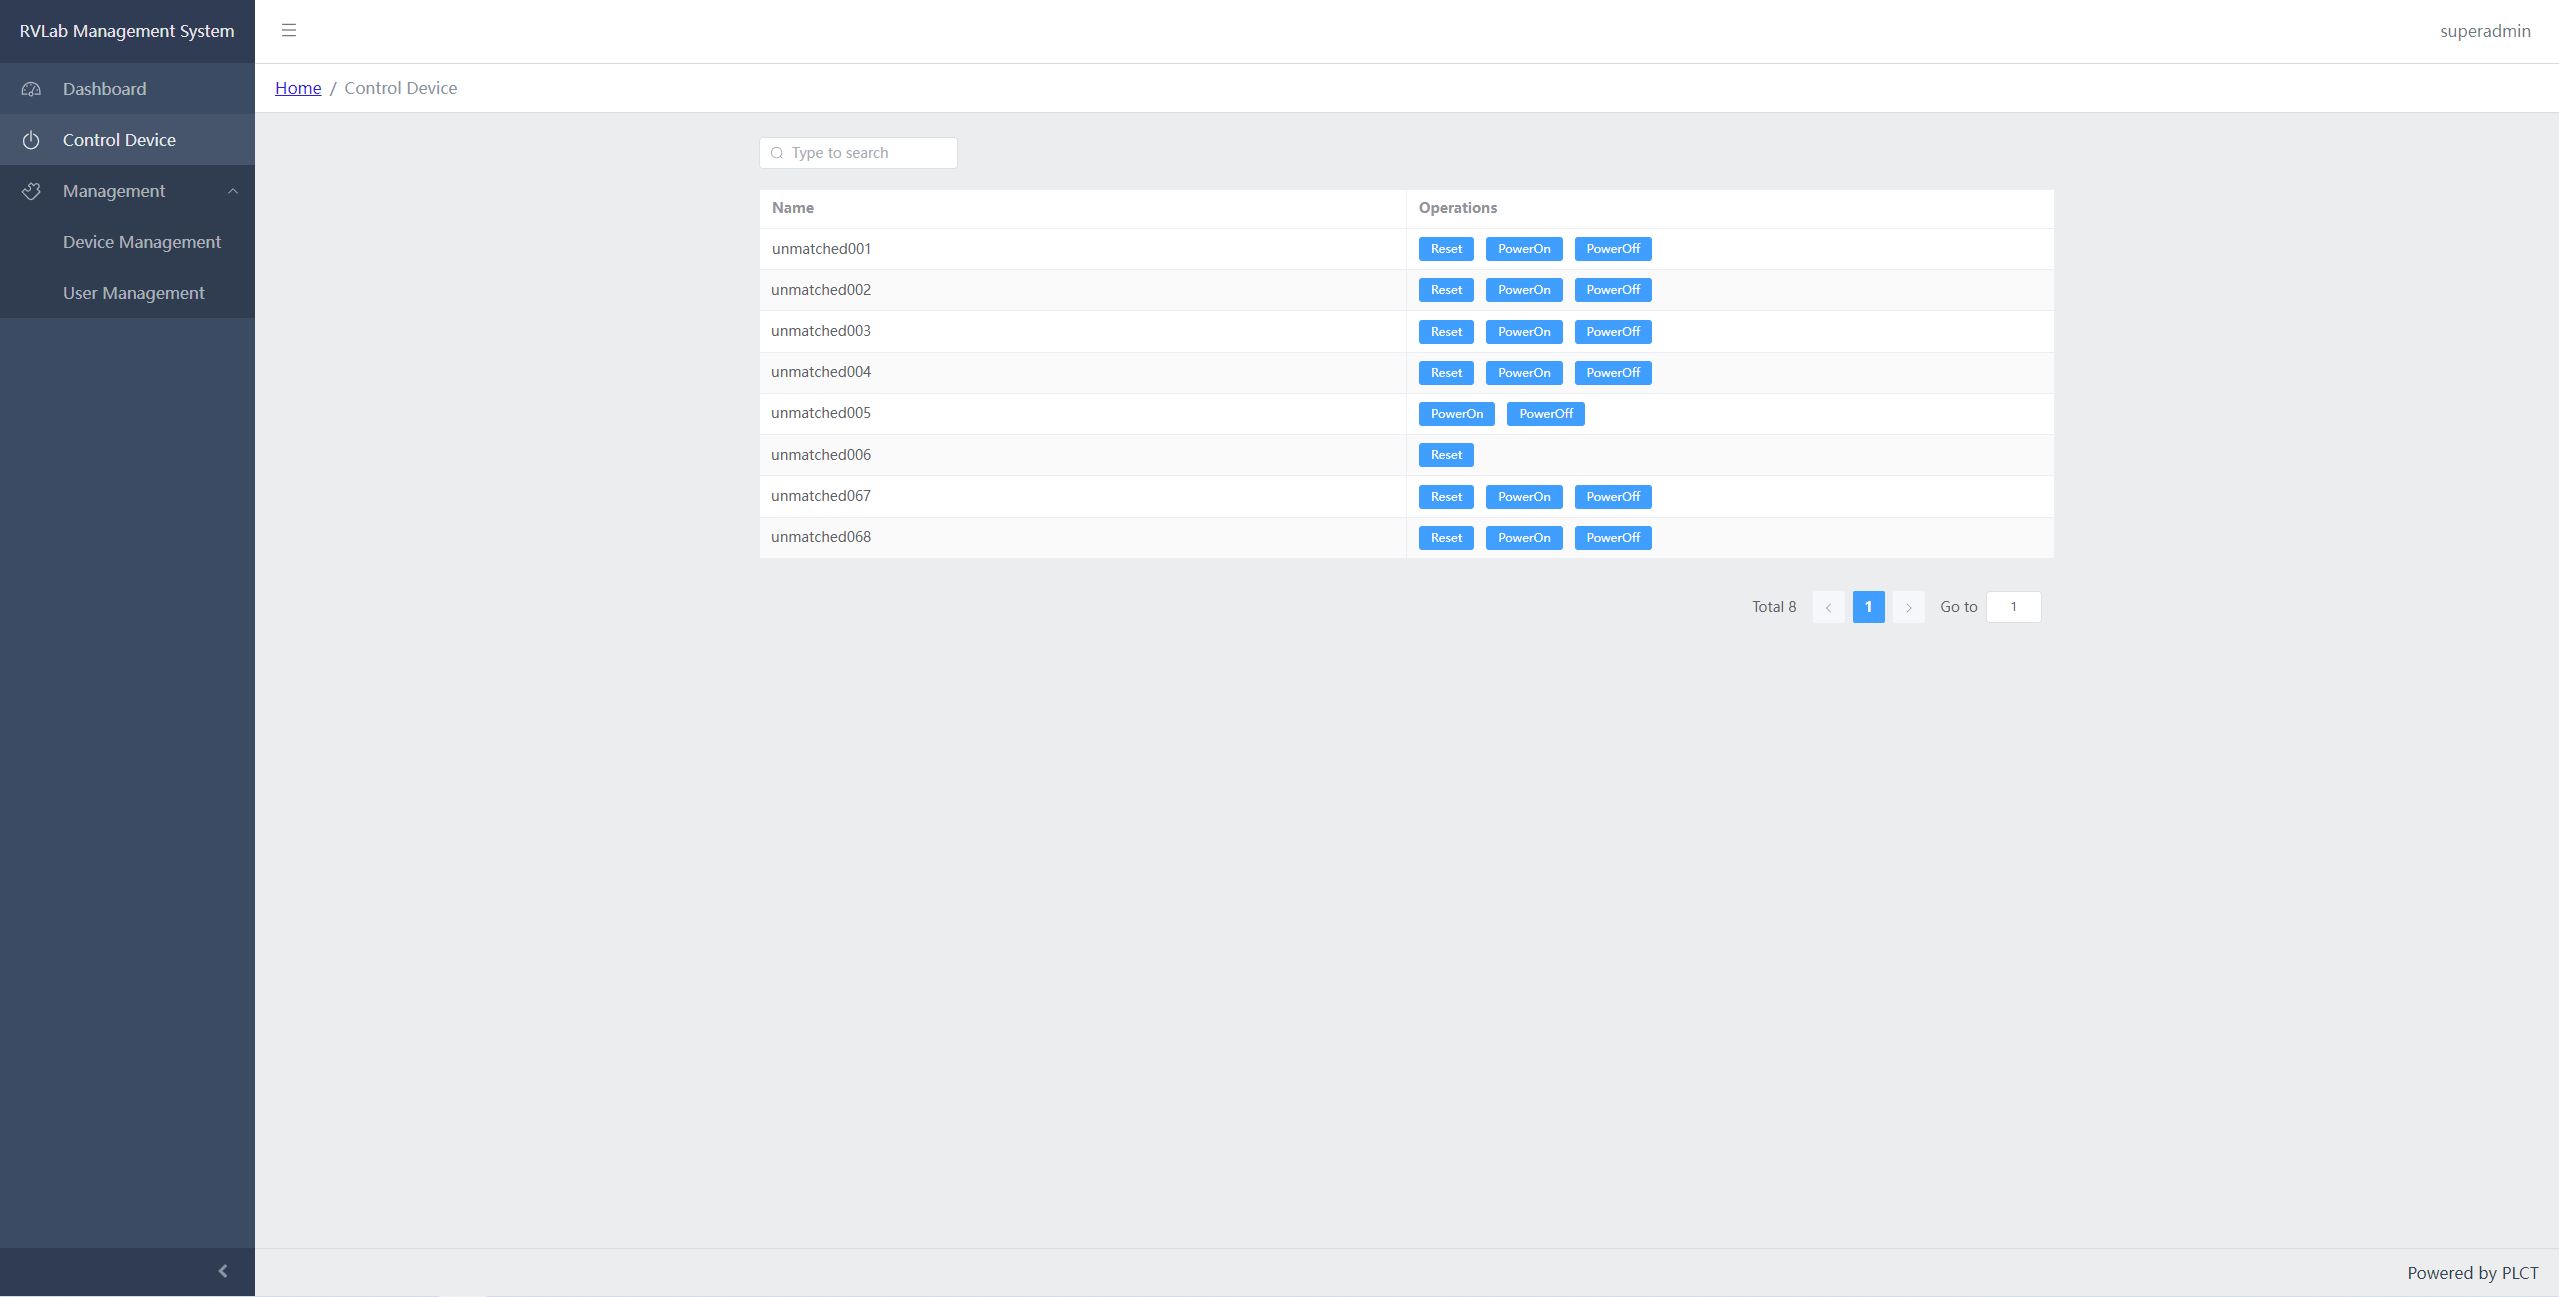 RVLab Management System
superadmin
Dashboard
Control Device
Management
Device Management
User Management
Home / Control Device
Type to search
Name Operations
unmatched001 Reset PowerOn PowerOff
unmatched002 Reset PowerOn PowerOff
unmatched003 Reset PowerOn PowerOff
unmatched004 Reset PowerOn PowerOff
unmatched005 PowerOn PowerOff
unmatched006 Reset
unmatched067 Reset PowerOn PowerOff
unmatched068 Reset PowerOn PowerOff
Total 8 1 Go to 1
Powered by PLCT